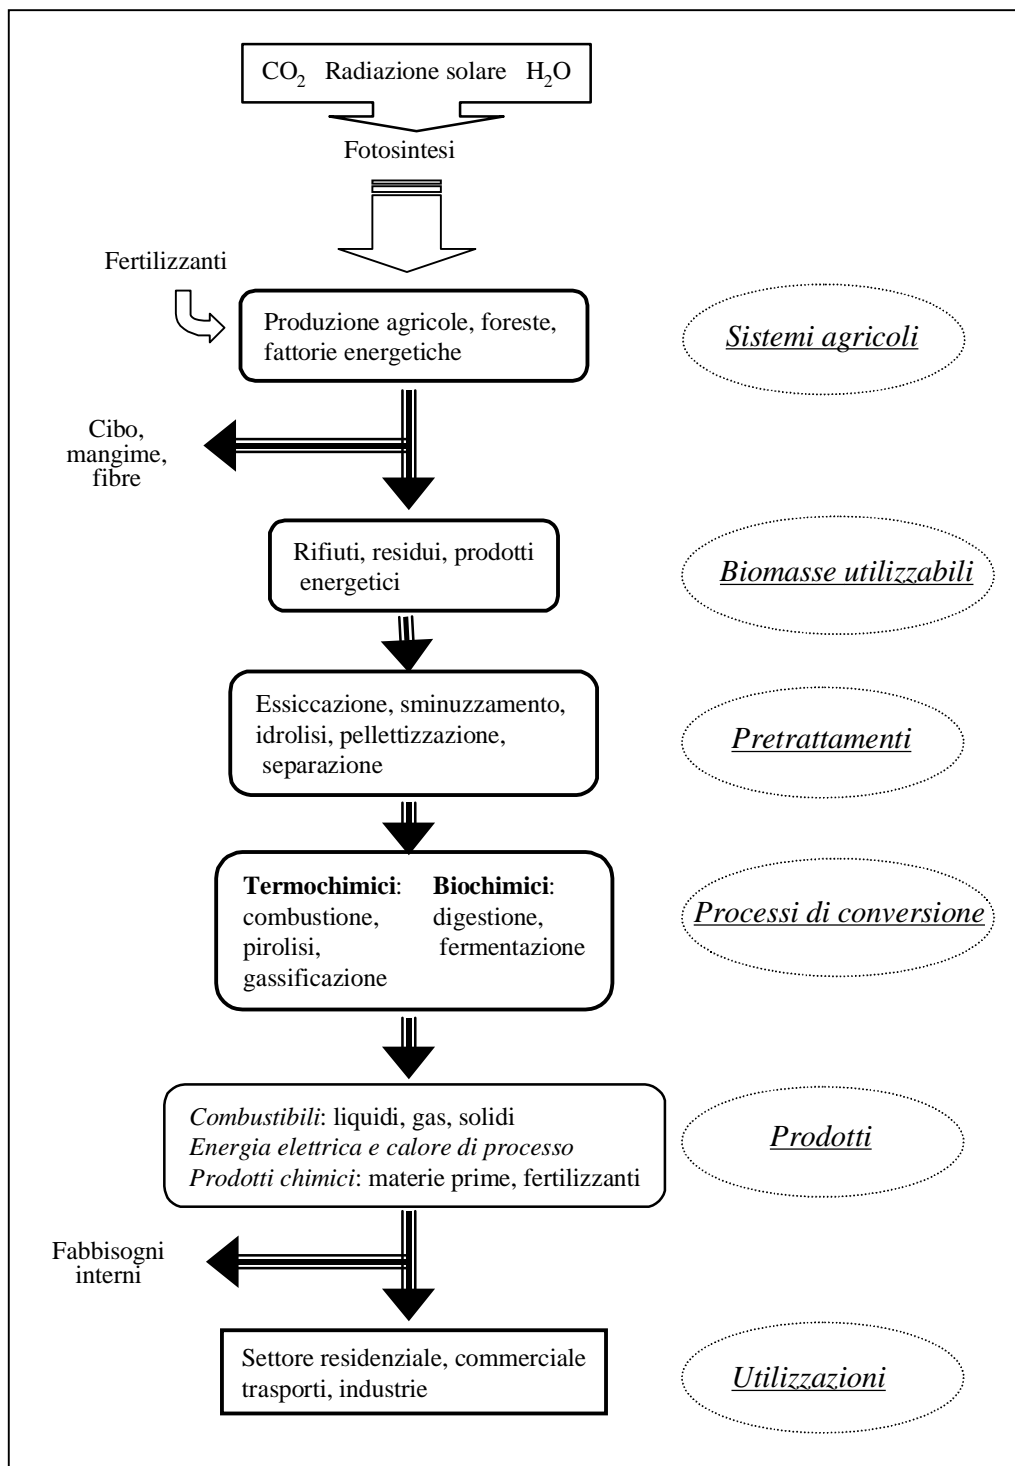 CO2 Radiazione solare H2O
Fotosintesi
Fertilizzanti
Produzione agricole, foreste,
fattorie energetiche
Sistemi agricoli
Cibo,
mangime,
fibre
Rifiuti, residui, prodotti
energetici
Biomasse utilizzabili
Essiccazione, sminuzzamento,
idrolisi, pellettizzazione,
separazione
Pretrattamenti
Termochimici:
combustione,
pirolisi,
gassificazione
Biochimici:
digestione,
fermentazione
Processi di conversione
Combustibili: liquidi, gas, solidi
Energia elettrica e calore di processo
Prodotti chimici: materie prime, fertilizzanti
Prodotti
Fabbisogni
interni
Settore residenziale, commerciale
trasporti, industrie
Utilizzazioni